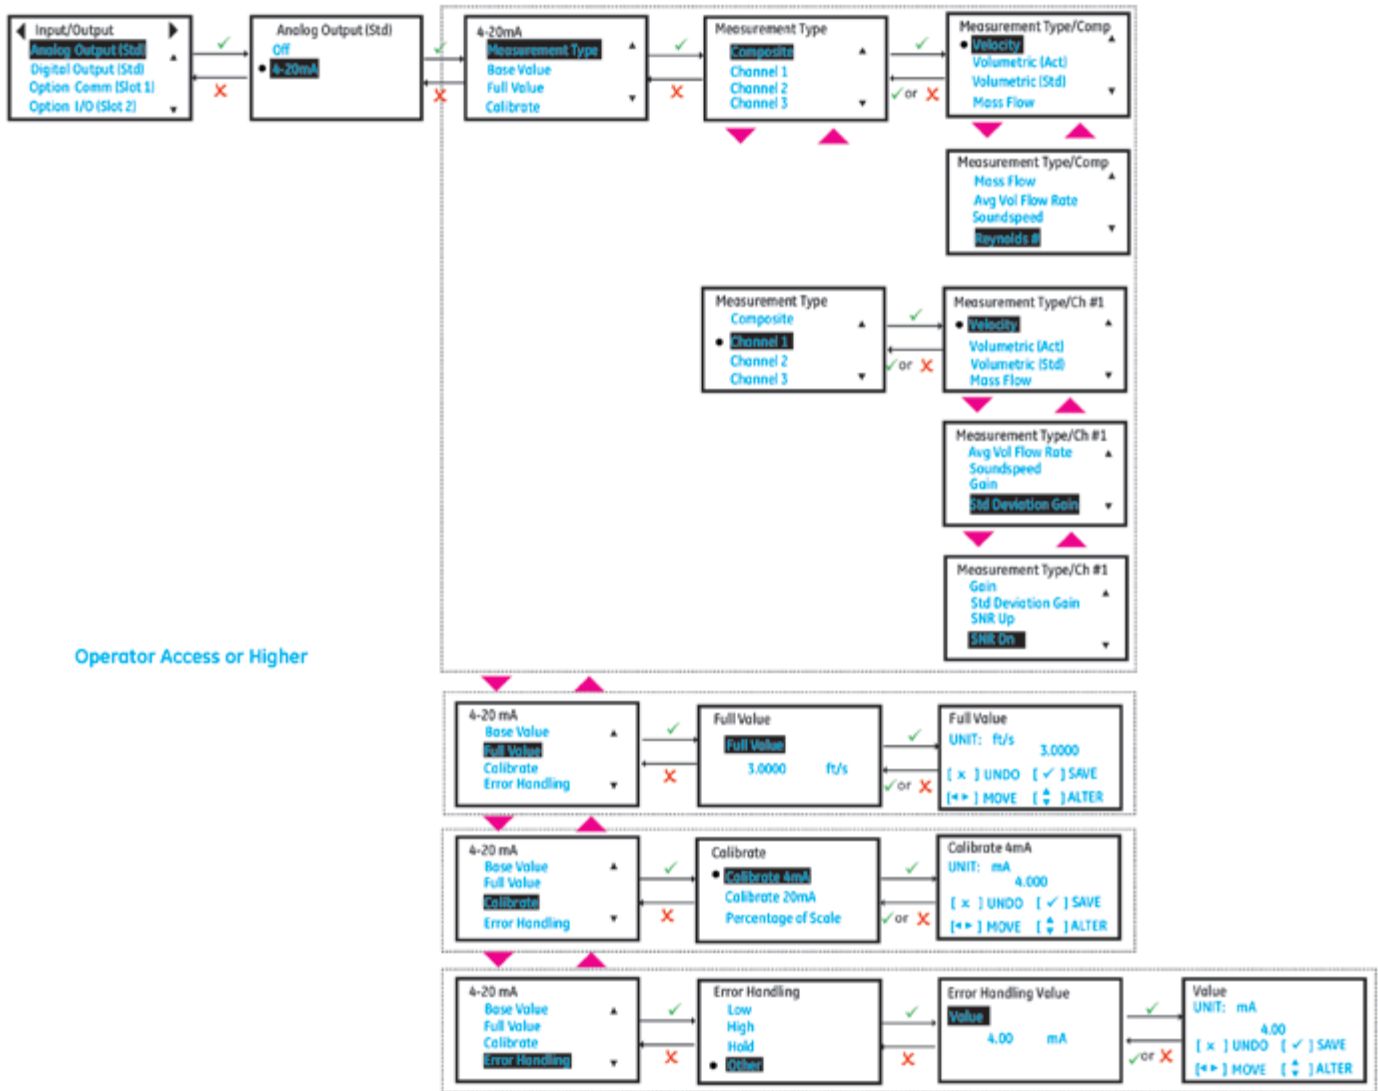 Input/Output
Analog Output (Std)
Digital Output (Std)
Option Comm (Slot 1)
Option I/O (Slot 2)
Analog Output (Std)
Off
4-20mA
4-20mA
Measurement Type
Base Value
Full Value
Calibrate
Measurement Type
Composite
Channel 1
Channel 2
Channel 3
Measurement Type/Comp
Velocity
Volumetric (Act)
Volumetric (Std)
Mass Flow
or
Measurement Type/Comp
Mass Flow
Avg Vol Flow Rate
Soundspeed
Reynolds #
Measurement Type
Composite
Channel 1
Channel 2
Channel 3
or
Measurement Type/Ch #1
Velocity
Volumetric (Act)
Volumetric (Std)
Mass Flow
Measurement Type/Ch #1
Avg Vol Flow Rate
Soundspeed
Gain
Std Deviation Gain
Measurement Type/Ch #1
Gain
Std Deviation Gain
SNR Up
SNR Dn
Operator Access or Higher
4-20 mA
Base Value
Full Value
Calibrate
Error Handling
Full Value
Full Value
3.0000 ft/s
or
Full Value
UNIT: ft/s
3.0000
[ x ] UNDO [ ✓ ] SAVE
[◄►] MOVE [ ▲▼ ] ALTER
4-20 mA
Base Value
Full Value
Calibrate
Error Handling
Calibrate
Calibrate 4mA
Calibrate 20mA
Percentage of Scale
or
Calibrate 4mA
UNIT: mA
4.000
[ x ] UNDO [ ✓ ] SAVE
[◄►] MOVE [ ▲▼ ] ALTER
4-20 mA
Base Value
Full Value
Calibrate
Error Handling
Error Handling
Low
High
Hold
Other
Error Handling Value
Value
4.00 mA
or
Value
UNIT: mA
4.00
[ x ] UNDO [ ✓ ] SAVE
[◄►] MOVE [ ▲▼ ] ALTER